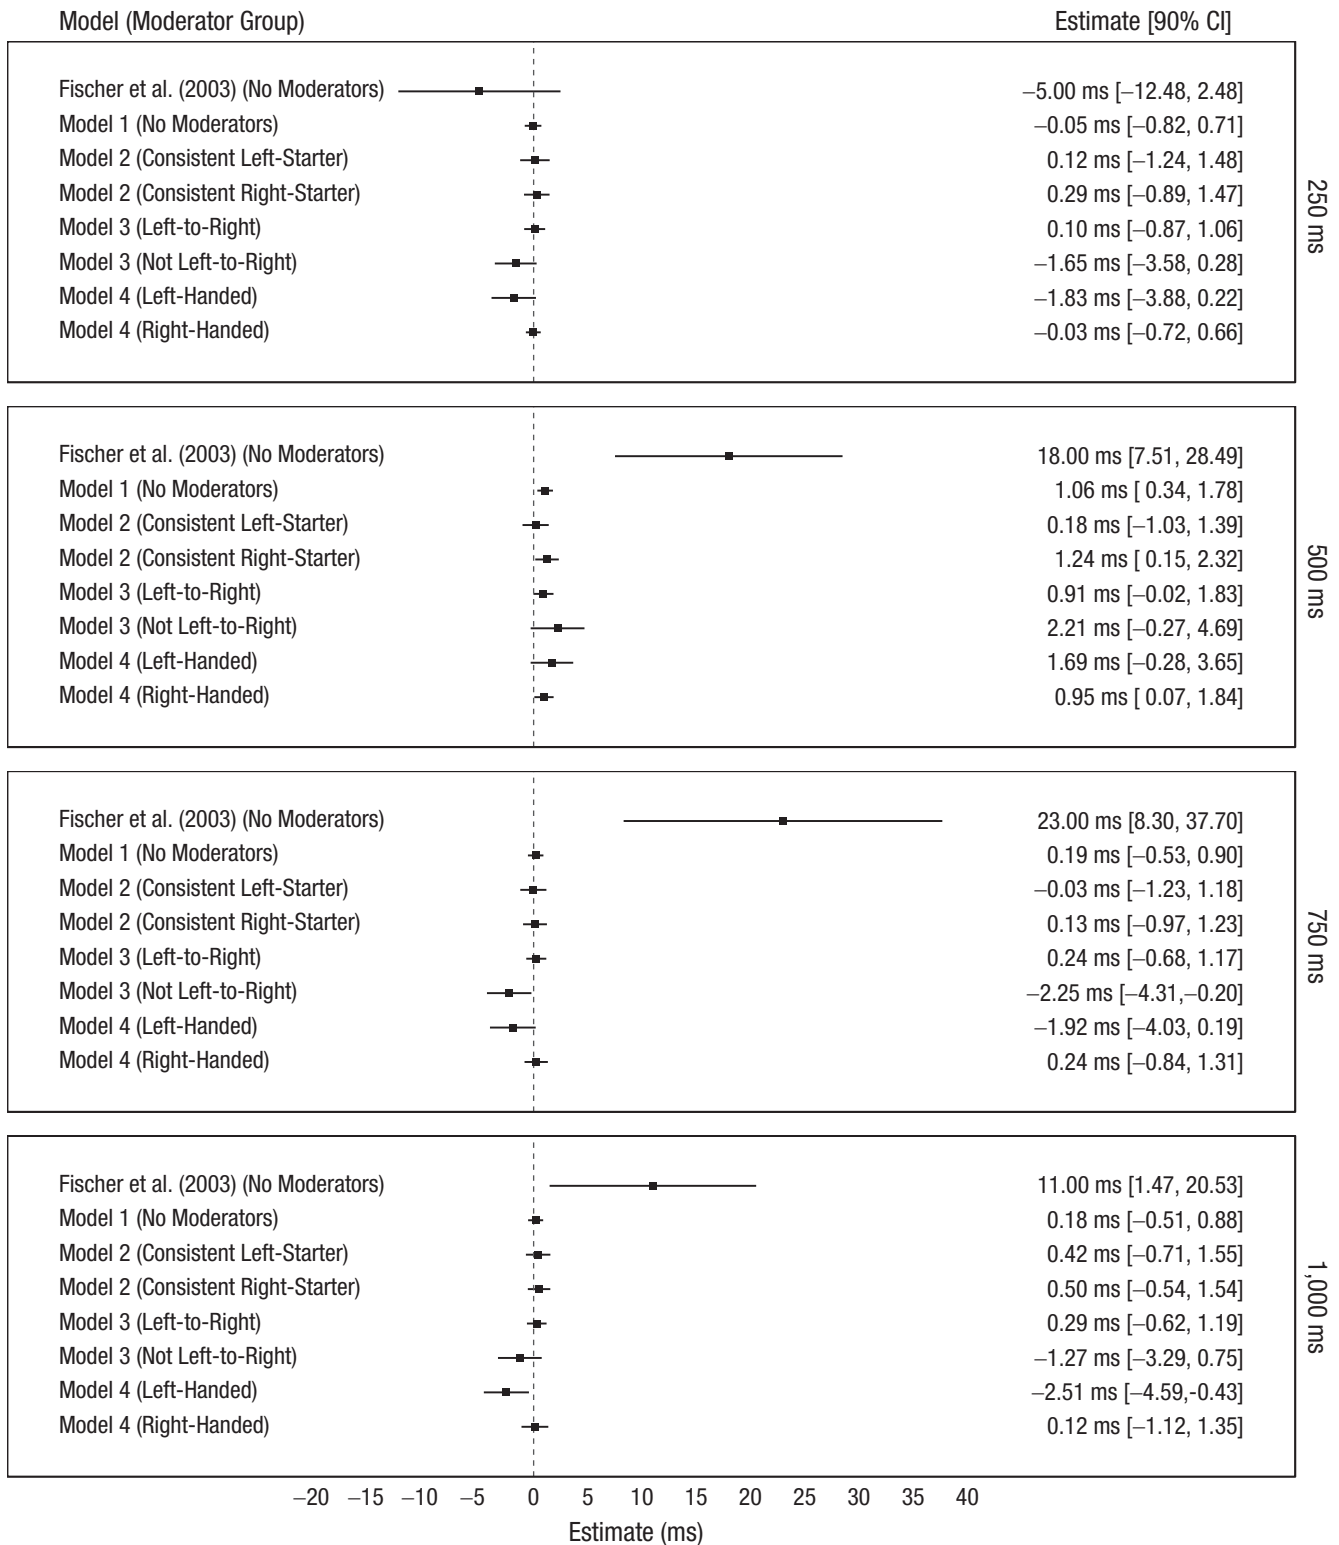 Model (Moderator Group) Estimate [90% CI]
Fischer et al. (2003) (No Moderators) –5.00 ms [–12.48, 2.48]
Model 1 (No Moderators) –0.05 ms [–0.82, 0.71]
Model 2 (Consistent Left-Starter) 0.12 ms [–1.24, 1.48]
Model 2 (Consistent Right-Starter) 0.29 ms [–0.89, 1.47]
Model 3 (Left-to-Right) 0.10 ms [–0.87, 1.06]
Model 3 (Not Left-to-Right) –1.65 ms [–3.58, 0.28]
Model 4 (Left-Handed) –1.83 ms [–3.88, 0.22]
Model 4 (Right-Handed) –0.03 ms [–0.72, 0.66]
250 ms
Fischer et al. (2003) (No Moderators) 18.00 ms [7.51, 28.49]
Model 1 (No Moderators) 1.06 ms [ 0.34, 1.78]
Model 2 (Consistent Left-Starter) 0.18 ms [–1.03, 1.39]
Model 2 (Consistent Right-Starter) 1.24 ms [ 0.15, 2.32]
Model 3 (Left-to-Right) 0.91 ms [–0.02, 1.83]
Model 3 (Not Left-to-Right) 2.21 ms [–0.27, 4.69]
Model 4 (Left-Handed) 1.69 ms [–0.28, 3.65]
Model 4 (Right-Handed) 0.95 ms [ 0.07, 1.84]
500 ms
Fischer et al. (2003) (No Moderators) 23.00 ms [8.30, 37.70]
Model 1 (No Moderators) 0.19 ms [–0.53, 0.90]
Model 2 (Consistent Left-Starter) –0.03 ms [–1.23, 1.18]
Model 2 (Consistent Right-Starter) 0.13 ms [–0.97, 1.23]
Model 3 (Left-to-Right) 0.24 ms [–0.68, 1.17]
Model 3 (Not Left-to-Right) –2.25 ms [–4.31,–0.20]
Model 4 (Left-Handed) –1.92 ms [–4.03, 0.19]
Model 4 (Right-Handed) 0.24 ms [–0.84, 1.31]
750 ms
Fischer et al. (2003) (No Moderators) 11.00 ms [1.47, 20.53]
Model 1 (No Moderators) 0.18 ms [–0.51, 0.88]
Model 2 (Consistent Left-Starter) 0.42 ms [–0.71, 1.55]
Model 2 (Consistent Right-Starter) 0.50 ms [–0.54, 1.54]
Model 3 (Left-to-Right) 0.29 ms [–0.62, 1.19]
Model 3 (Not Left-to-Right) –1.27 ms [–3.29, 0.75]
Model 4 (Left-Handed) –2.51 ms [–4.59,-0.43]
Model 4 (Right-Handed) 0.12 ms [–1.12, 1.35]
1,000 ms
–20 –15 –10 –5 0 5 10 15 20 25 30 35 40
Estimate (ms)